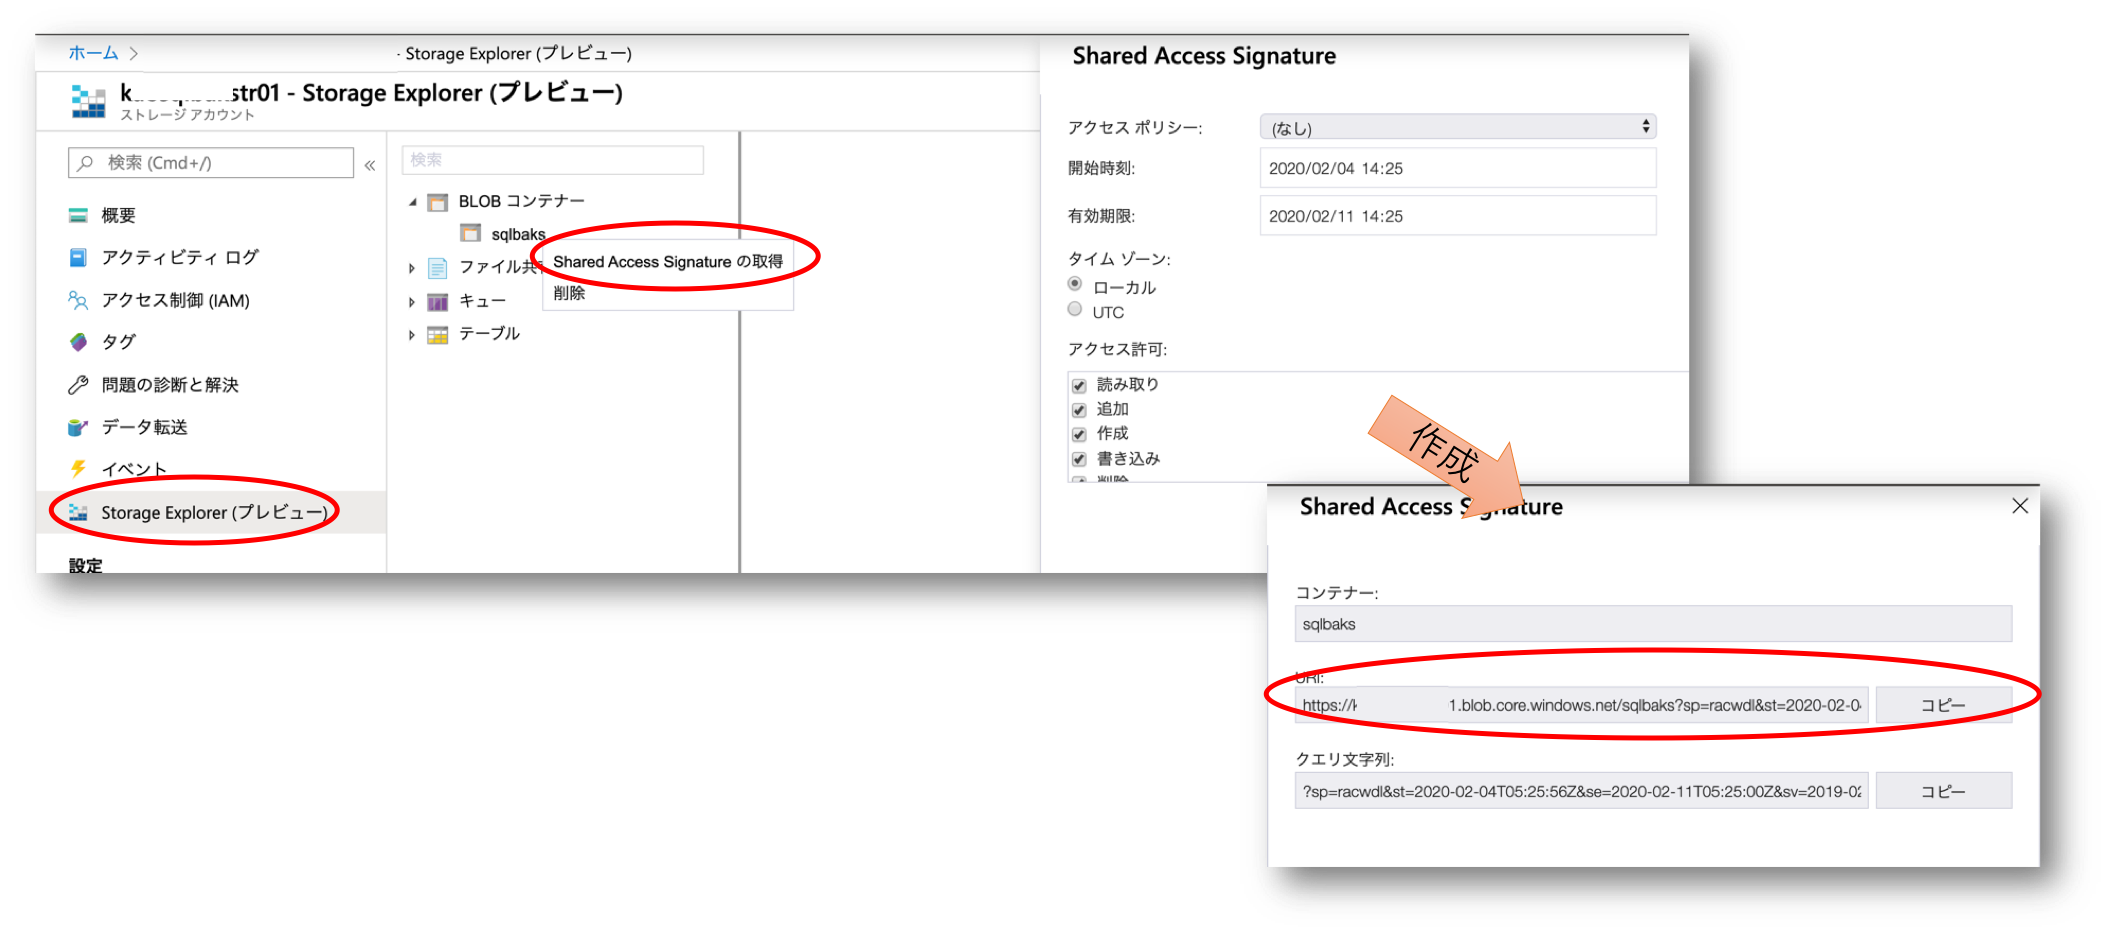 ホーム
- Storage Explorer (プレビュー)
str01 - Storage Explorer (プレビュー)
ストレージ アカウント
検索 (Cmd+/)
概要
アクティビティ ログ
アクセス制御 (IAM)
タグ
問題の診断と解決
データ転送
イベント
Storage Explorer (プレビュー)
設定
検索
BLOB コンテナー
sqlbaks
ファイル共
キュー
テーブル
Shared Access Signature の取得
削除
Shared Access Signature
アクセス ポリシー:
(なし)
開始時刻:
2020/02/04 14:25
有効期限:
2020/02/11 14:25
タイム ゾーン:
ローカル
UTC
アクセス許可:
読み取り
追加
作成
書き込み
削除
作成
Shared Access Signature
コンテナー:
sqlbaks
URI:
https://k 1.blob.core.windows.net/sqlbaks?sp=racwdl&st=2020-02-0
コピー
クエリ文字列:
?sp=racwdl&st=2020-02-04T05:25:56Z&se=2020-02-11T05:25:00Z&sv=2019-02
コピー